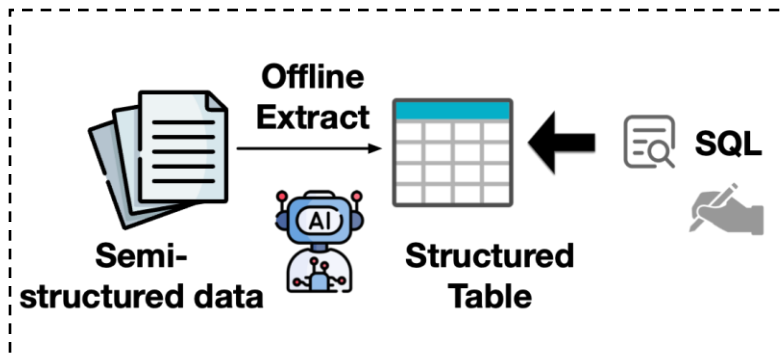 Offline
Extract
AI
SQL
Semi-
structured data
Structured
Table